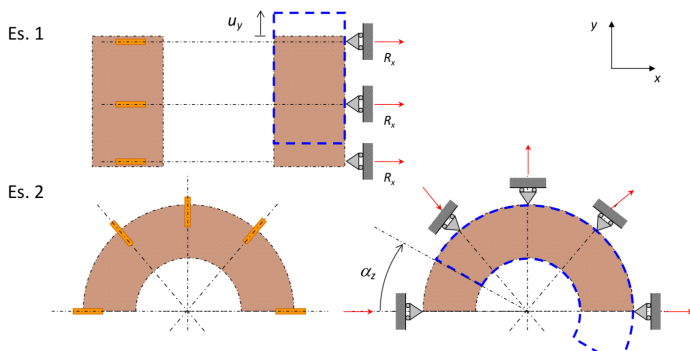 Es. 1
u_y
R_x
R_x
R_x
y
x
Es. 2
α_z